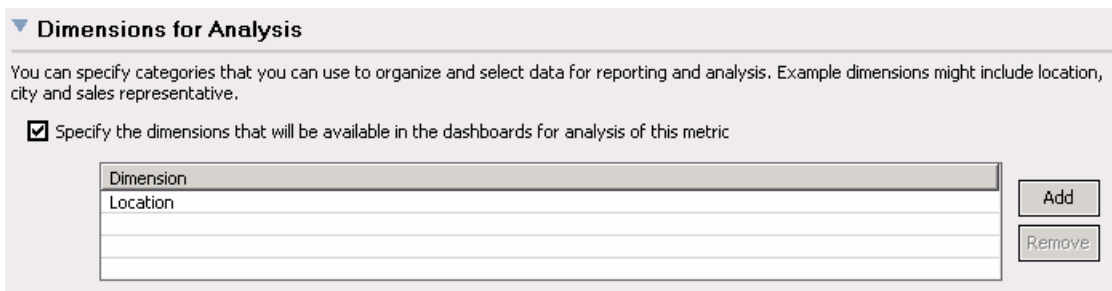 Dimensions for Analysis
You can specify categories that you can use to organize and select data for reporting and analysis. Example dimensions might include location,
city and sales representative.
Specify the dimensions that will be available in the dashboards for analysis of this metric
Dimension
Location
Add
Remove